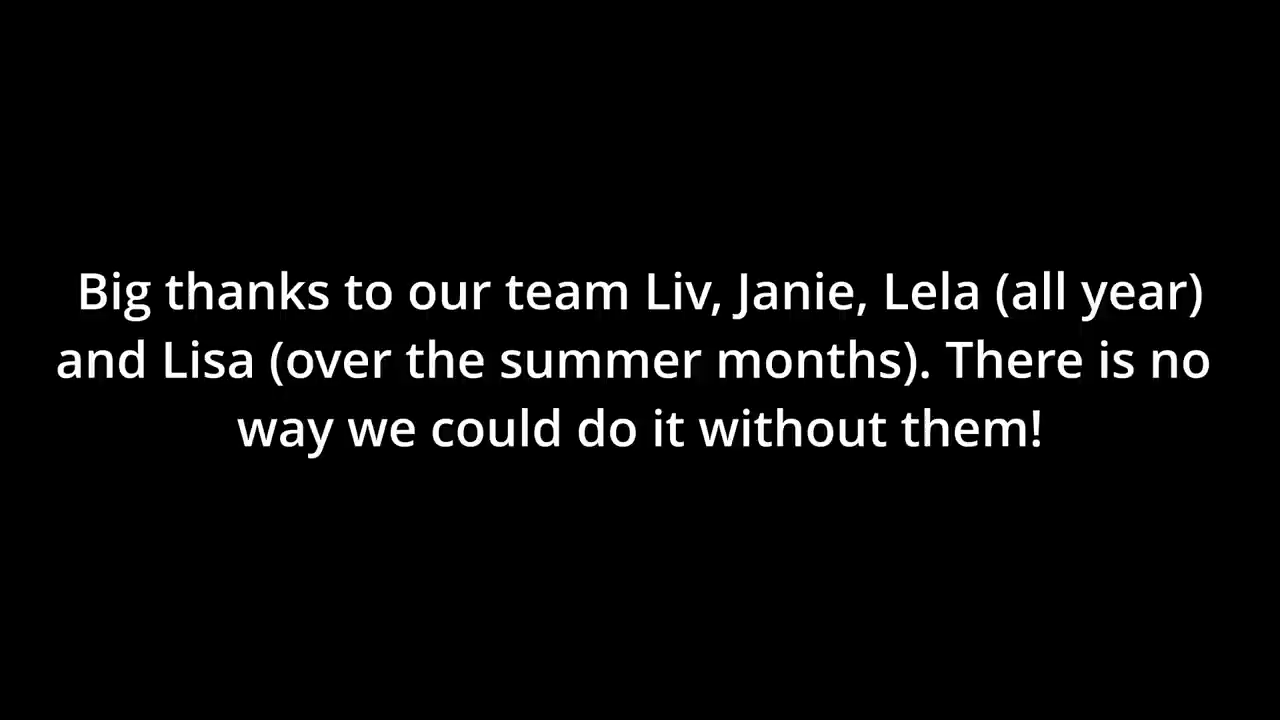 Big thanks to our team Liv, Janie, Lela (all year)
and Lisa (over the summer months). There is no
way we could do it without them!